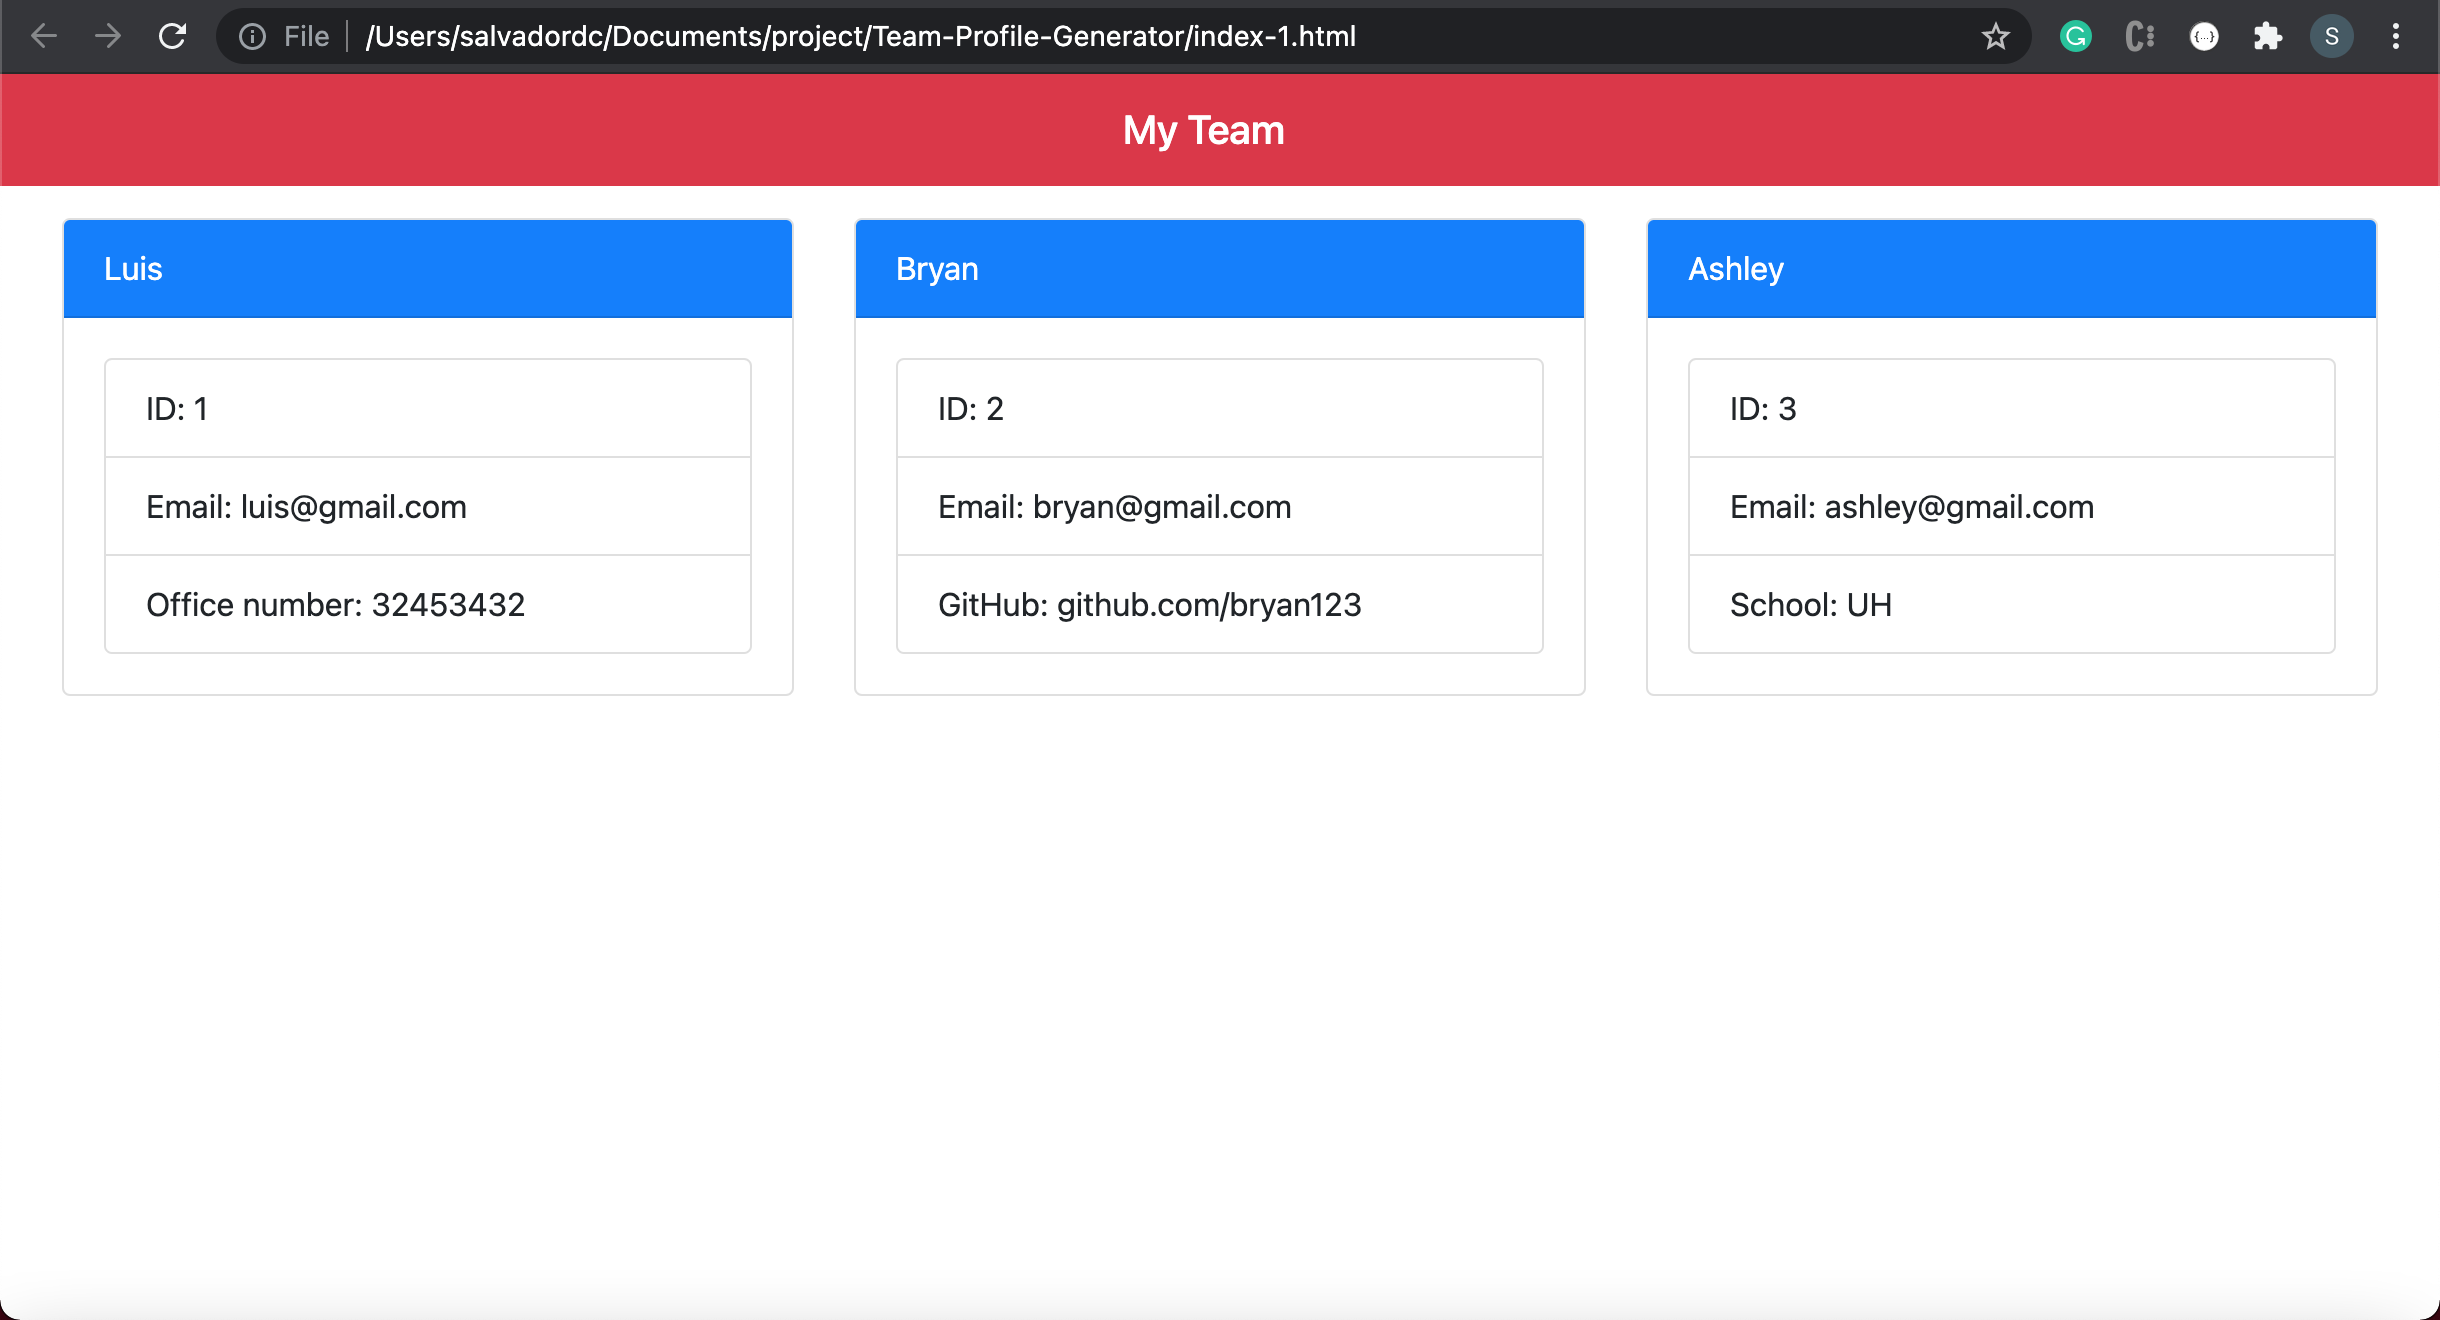 File /Users/salvadordc/Documents/project/Team-Profile-Generator/index-1.html
G C {...} S
My Team
Luis
ID: 1
Email: luis@gmail.com
Office number: 32453432
Bryan
ID: 2
Email: bryan@gmail.com
GitHub: github.com/bryan123
Ashley
ID: 3
Email: ashley@gmail.com
School: UH